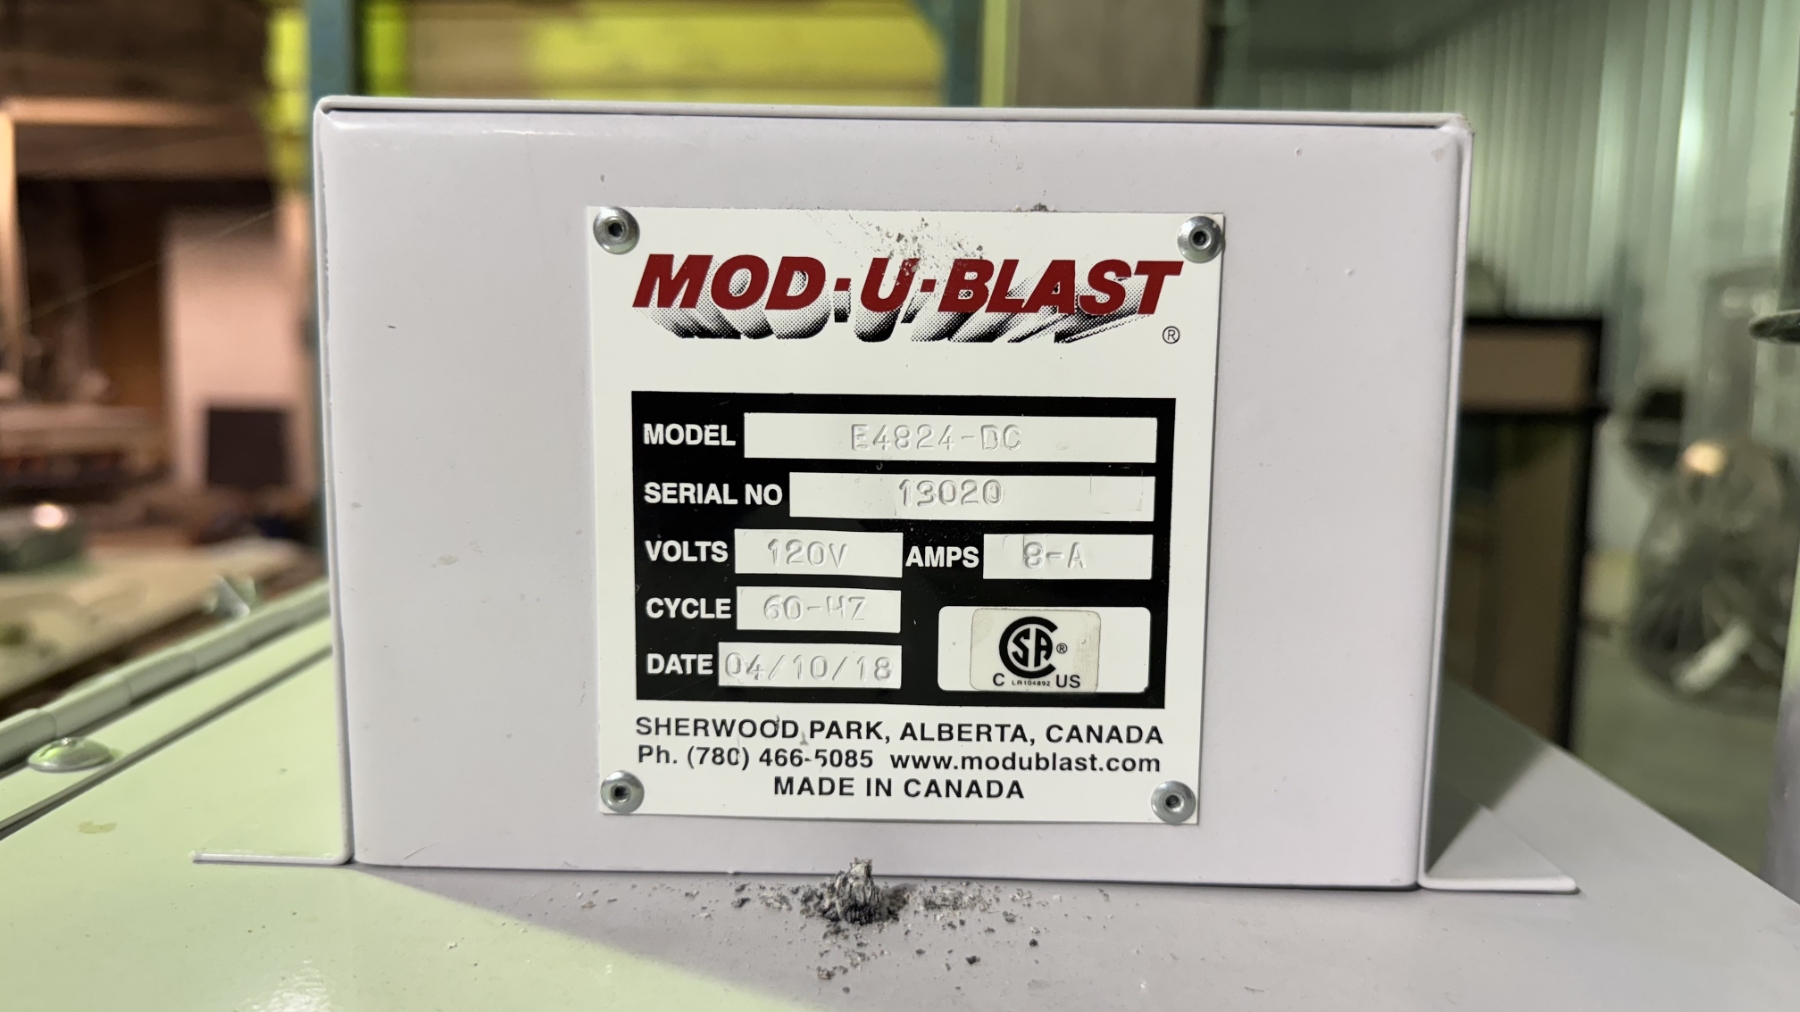 MOD·U·BLAST
®
MODEL E4824-DC
SERIAL NO 13020
VOLTS 120V AMPS 8-A
CYCLE 60-HZ
DATE 04/10/18
CSA ®
C LR104892 US
SHERWOOD PARK, ALBERTA, CANADA
Ph. (780) 466-5085 www.modublast.com
MADE IN CANADA